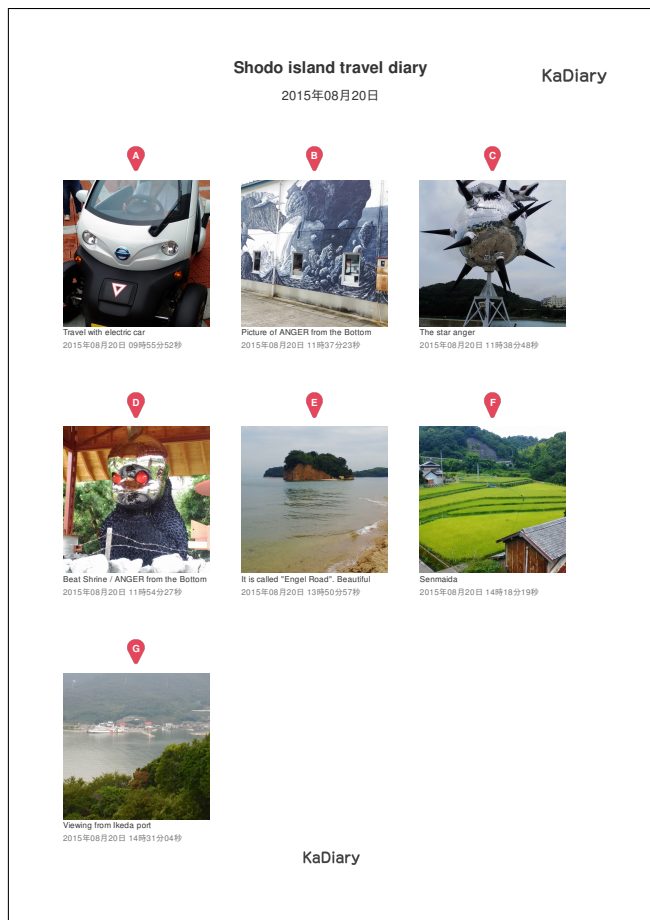 Shodo island travel diary
KaDiary
2015年08月20日
A
B
C
Travel with electric car
2015年08月20日 09時55分52秒
Picture of ANGER from the Bottom
2015年08月20日 11時37分23秒
The star anger
2015年08月20日 11時38分48秒
D
E
F
Beat Shrine / ANGER from the Bottom
2015年08月20日 11時54分27秒
It is called "Engel Road". Beautiful
2015年08月20日 13時50分57秒
Senmaida
2015年08月20日 14時18分19秒
G
Viewing from Ikeda port
2015年08月20日 14時31分04秒
KaDiary